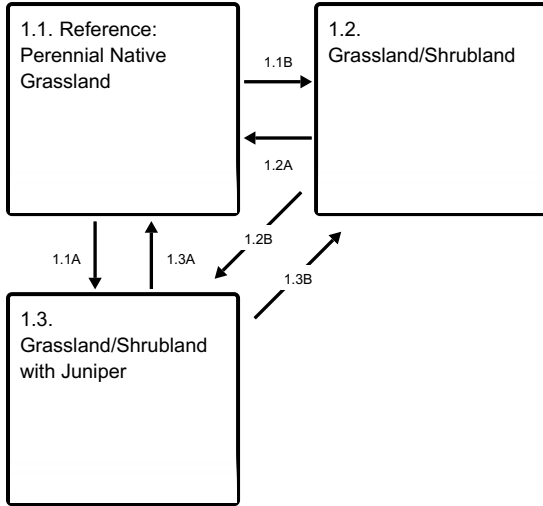 1.1. Reference:
Perennial Native
Grassland
1.1B
1.2.
Grassland/Shrubland
1.2A
1.2B
1.1A
1.3A
1.3B
1.3.
Grassland/Shrubland
with Juniper